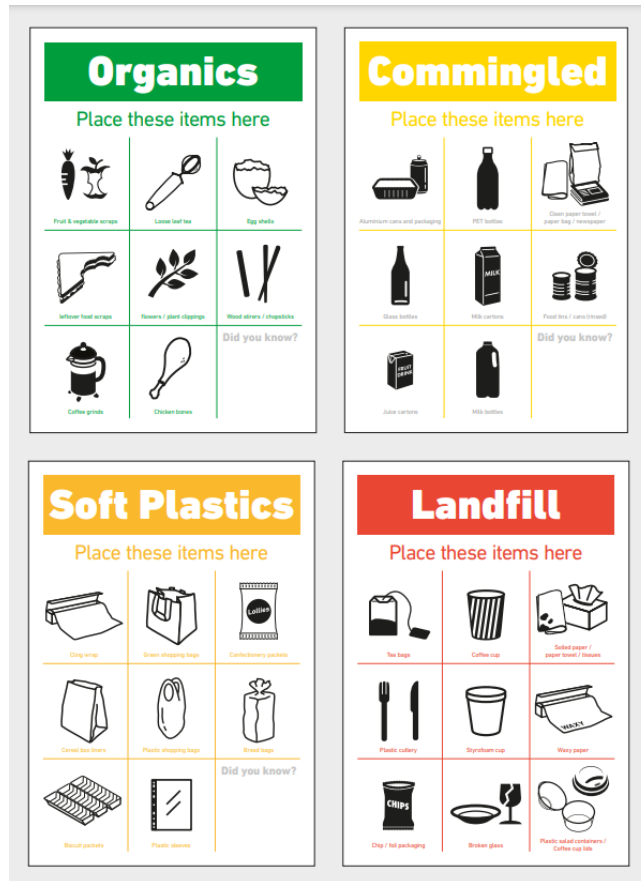 Organics
Place these items here
Fruit & vegetable scraps
Loose leaf tea
Egg shells
leftover food scraps
flowers / plant clippings
Wood stirers / chopsticks
Coffee grinds
Chicken bones
Did you know?
Commingled
Place these items here
Aluminium cans and packaging
PET bottles
Clean paper towel /
paper bag / newspaper
Glass bottles
MILK
Milk cartons
Food tins / cans (rinsed)
FRUIT
DRINK
Juice cartons
Milk bottles
Did you know?
Soft Plastics
Place these items here
Cling wrap
Green shopping bags
Lollies
Confectionery packets
Cereal box liners
Plastic shopping bags
Bread bags
Biscuit packets
Plastic sleeves
Did you know?
Landfill
Place these items here
Tea bags
Coffee cup
Soiled paper /
paper towel / tissues
Plastic cutlery
Styrofoam cup
WAXY
Waxy paper
CHIPS
Chip / foil packaging
Broken glass
Plastic salad containers /
Coffee cup lids